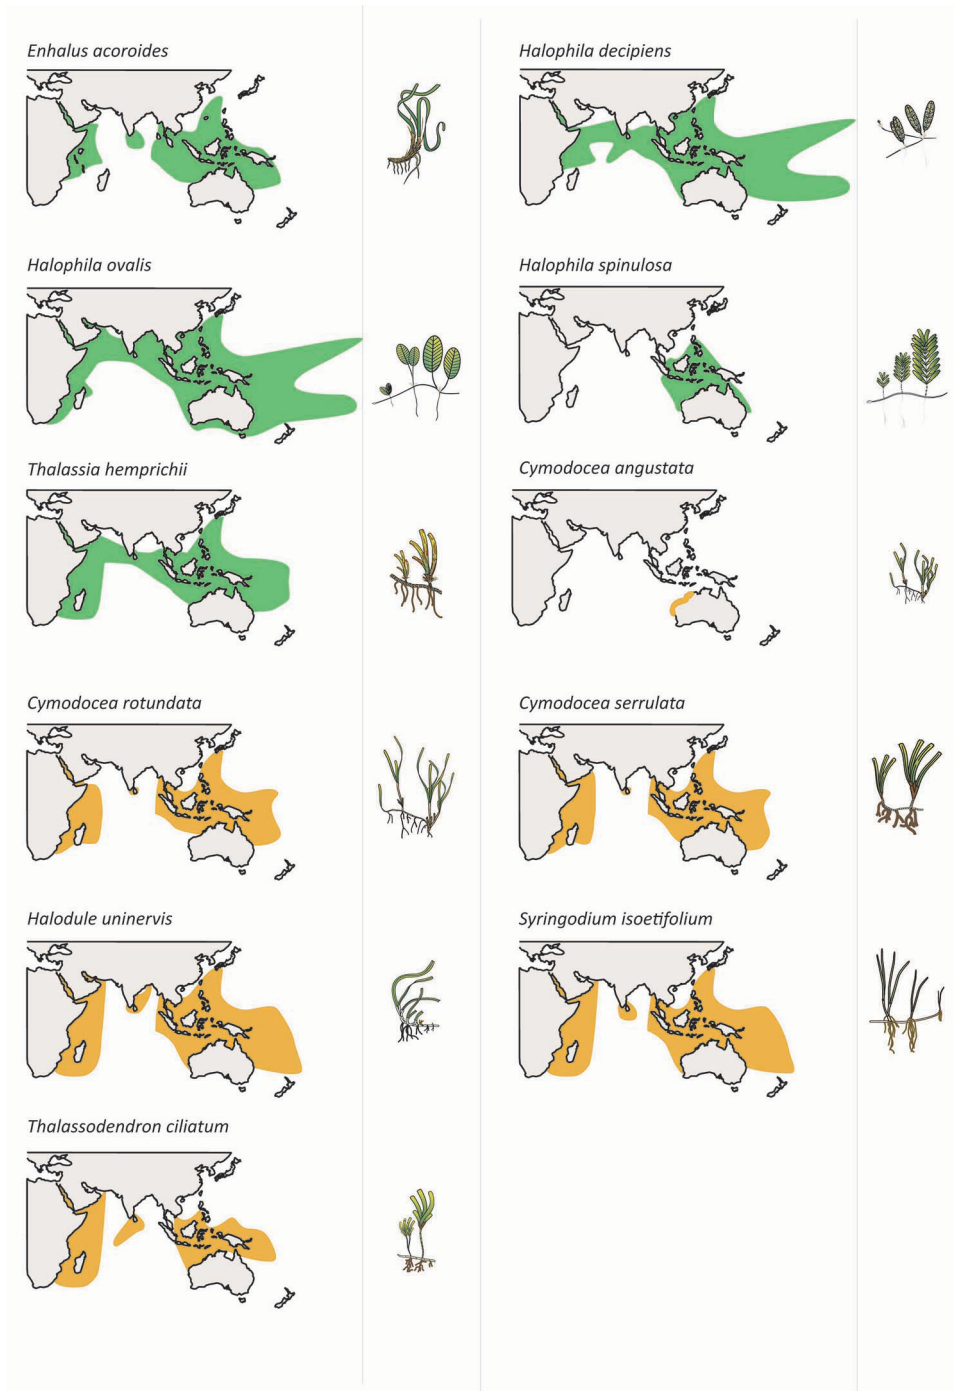 Enhalus acoroides
Halophila decipiens
Halophila ovalis
Halophila spinulosa
Thalassia hemprichii
Cymodocea angustata
Cymodocea rotundata
Cymodocea serrulata
Halodule uninervis
Syringodium isoetifolium
Thalassodendron ciliatum